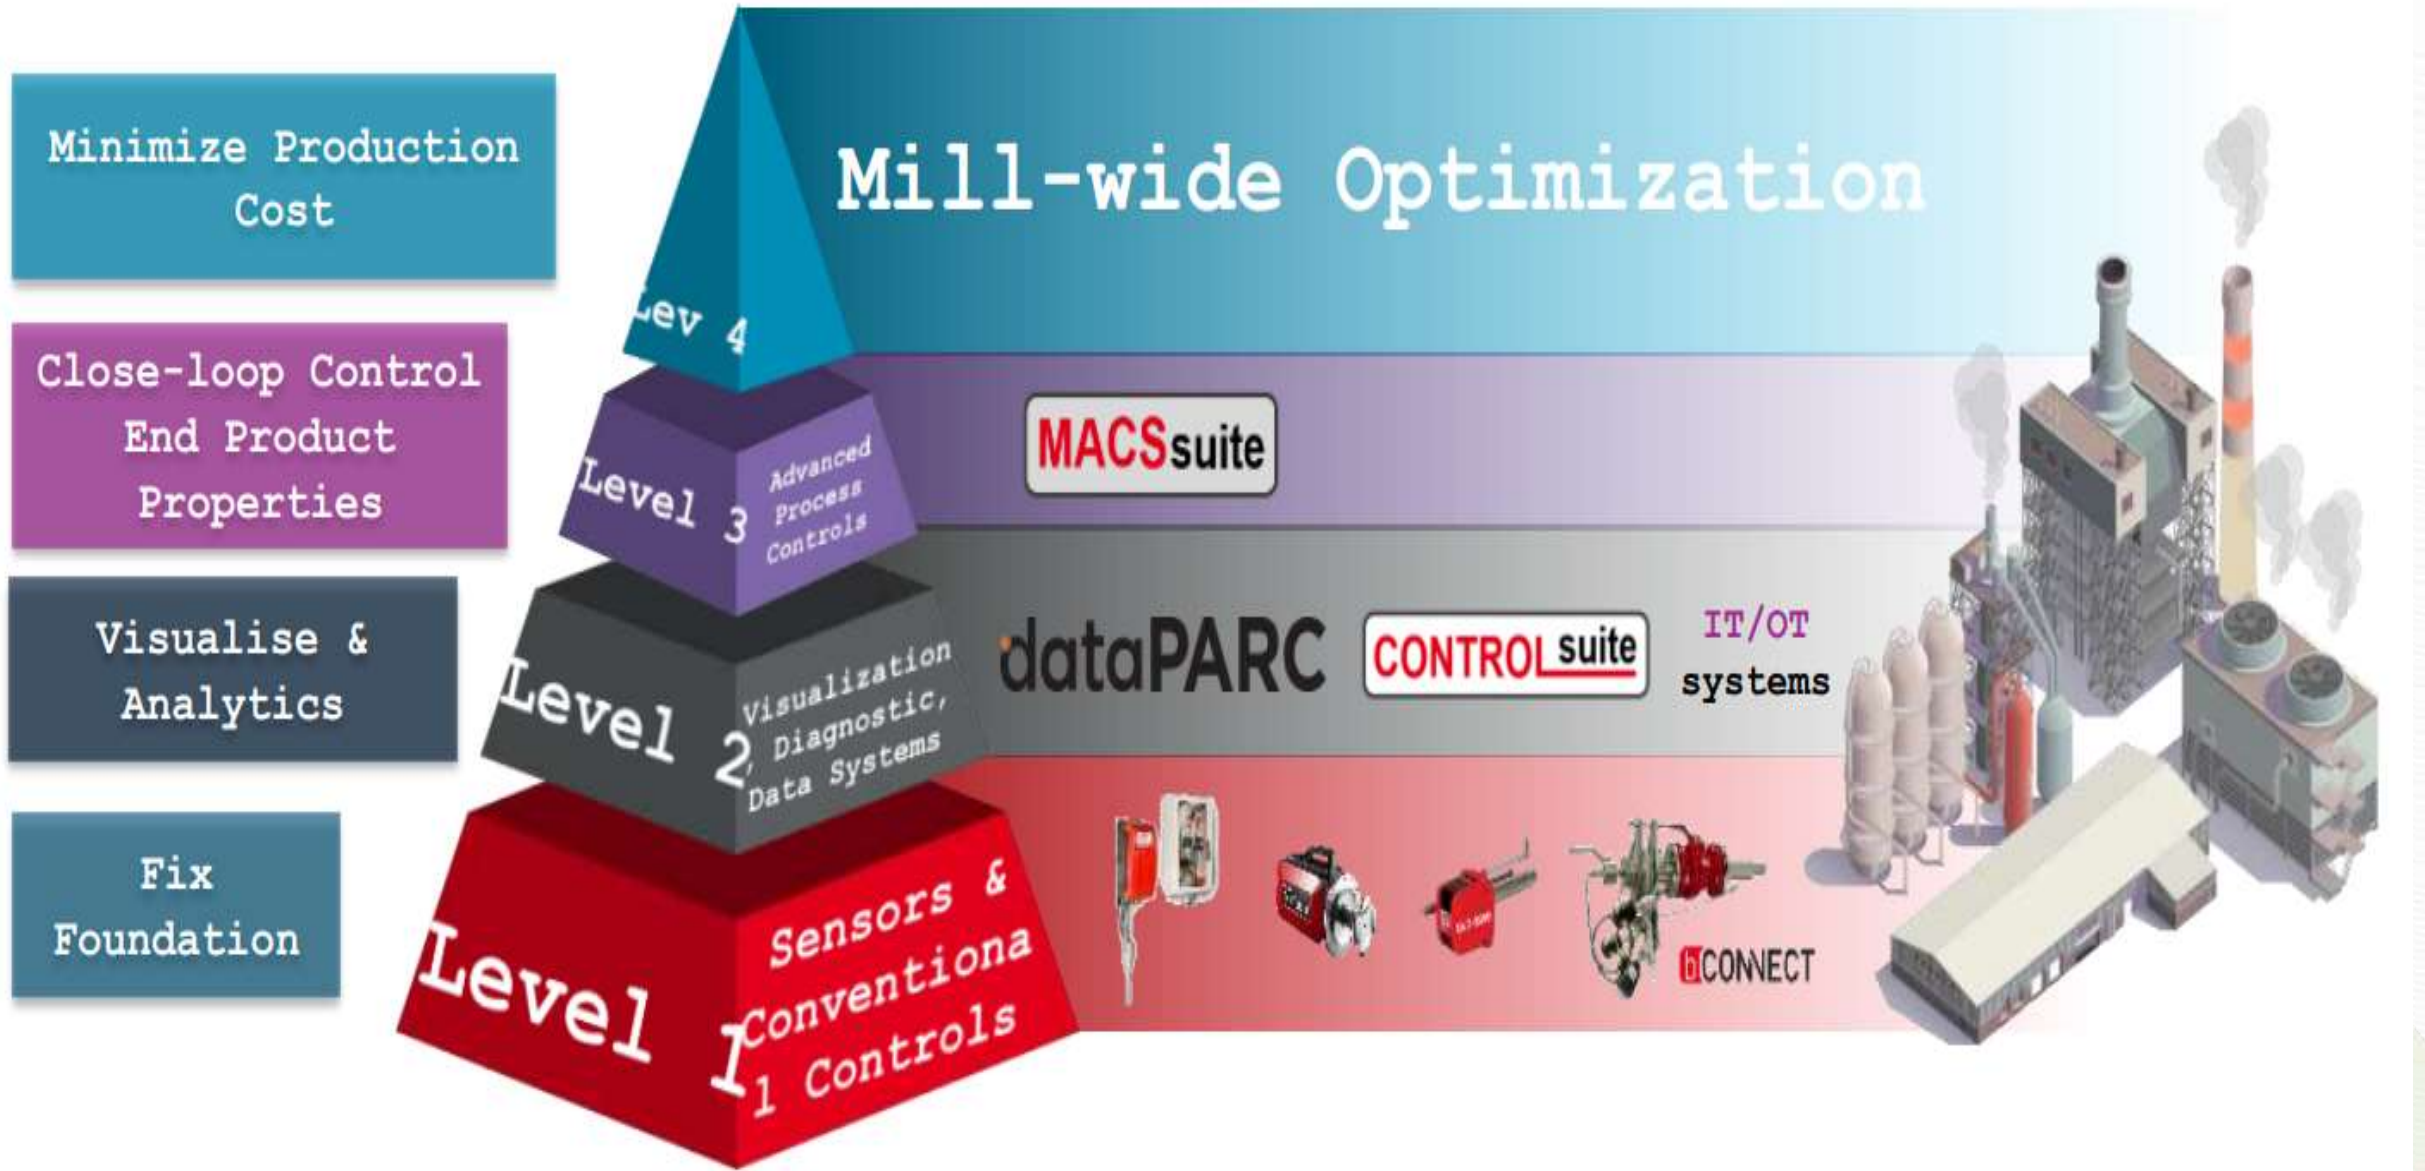 Minimize Production
Cost
Close-loop Control
End Product
Properties
Visualise &
Analytics
Fix
Foundation
Lev 4
Level 3
Advanced
Process
Controls
Level 2
Visualization
, Diagnostic,
Data Systems
Level 1
Sensors &
Conventiona
l Controls
Mill-wide Optimization
MACSsuite
dataPARC
CONTROLsuite
IT/OT
systems
bCONNECT